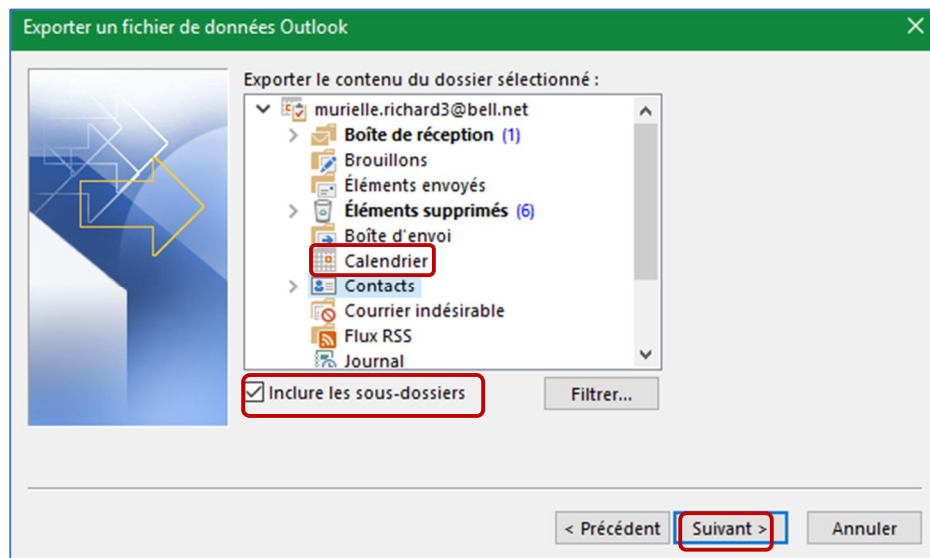 Exporter un fichier de données Outlook
Exporter le contenu du dossier sélectionné :
murielle.richard3@bell.net
Boîte de réception (1)
Brouillons
Éléments envoyés
Éléments supprimés (6)
Boîte d'envoi
Calendrier
Contacts
Courrier indésirable
Flux RSS
Journal
Inclure les sous-dossiers
Filtrer...
< Précédent
Suivant >
Annuler